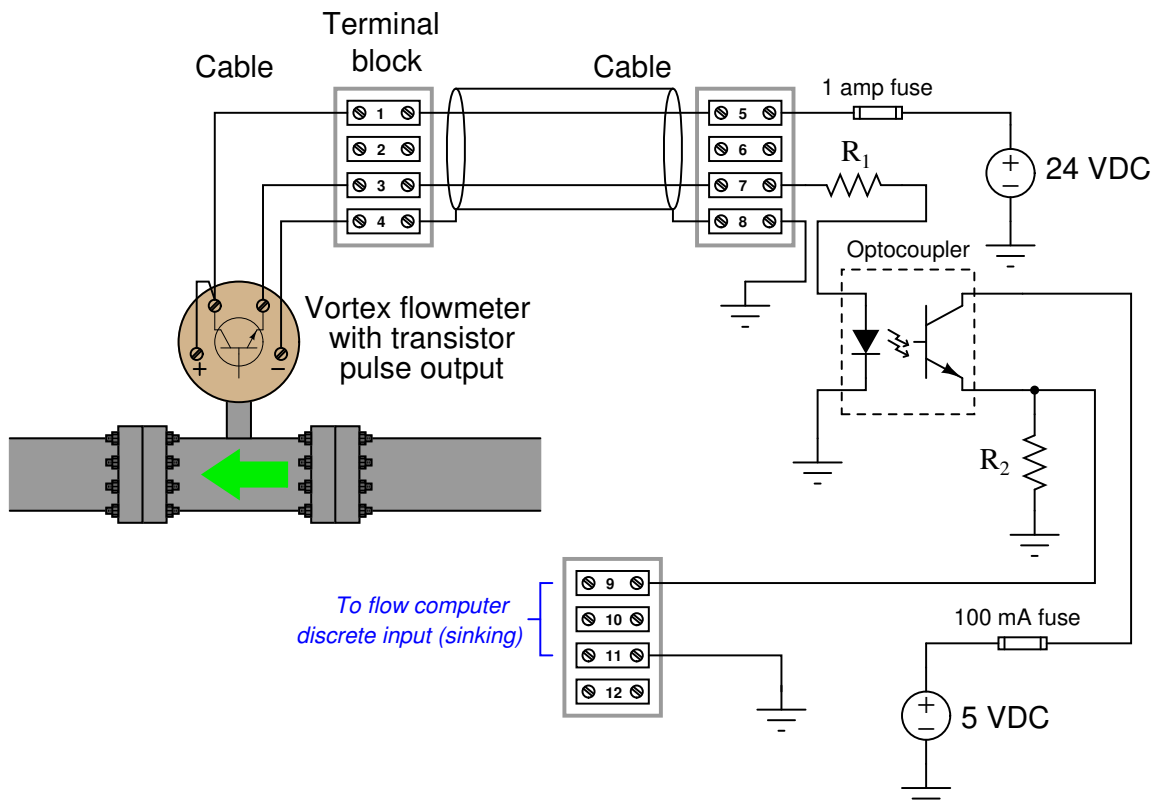 Terminal
block
Cable
Cable
1 amp fuse
1
2
3
4
5
6
7
8
R1
+
−
24 VDC
Optocoupler
Vortex flowmeter
with transistor
pulse output
+
−
R2
To flow computer
discrete input (sinking)
9
10
11
12
100 mA fuse
+
−
5 VDC